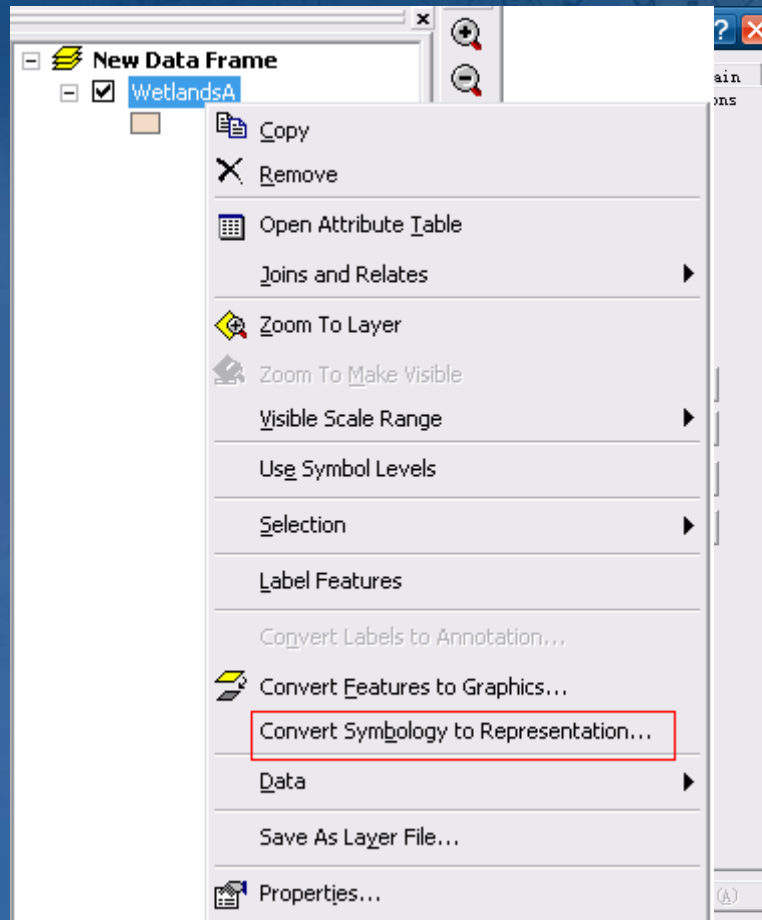 New Data Frame
WetlandsA
Copy
Remove
Open Attribute Table
Joins and Relates
Zoom To Layer
Zoom To Make Visible
Visible Scale Range
Use Symbol Levels
Selection
Label Features
Convert Labels to Annotation...
Convert Features to Graphics...
Convert Symbology to Representation...
Data
Save As Layer File...
Properties...
?
ain
ons
(A)